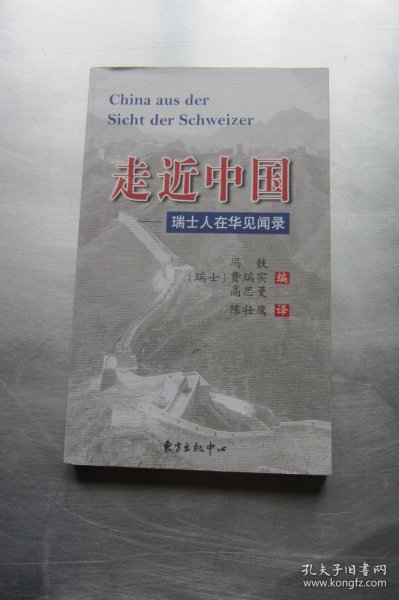 China aus der
Sicht der Schweizer
走近中国
瑞士人在华见闻录
冯 铁
〔瑞士〕费瑞实 编
高思曼
陈壮鹰 译
东方出版中心
孔夫子旧书网
www.kongfz.com